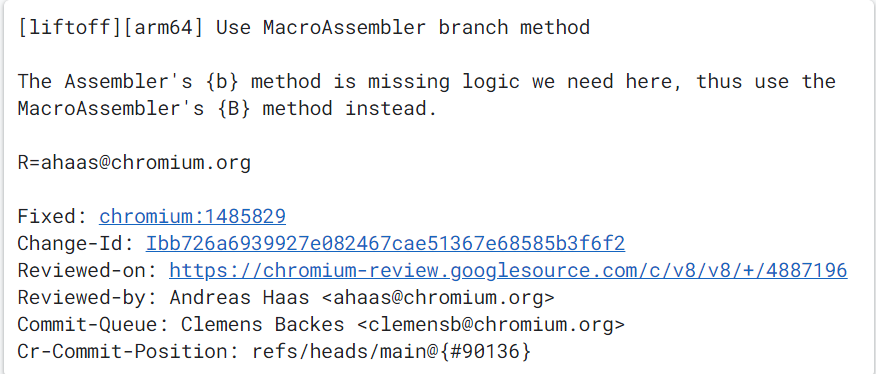 [liftoff][arm64] Use MacroAssembler branch method
The Assembler's {b} method is missing logic we need here, thus use the
MacroAssembler's {B} method instead.
R=ahaas@chromium.org
Fixed: chromium:1485829
Change-Id: Ibb726a6939927e082467cae51367e68585b3f6f2
Reviewed-on: https://chromium-review.googlesource.com/c/v8/v8/+/4887196
Reviewed-by: Andreas Haas <ahaas@chromium.org>
Commit-Queue: Clemens Backes <clemensb@chromium.org>
Cr-Commit-Position: refs/heads/main@{#90136}